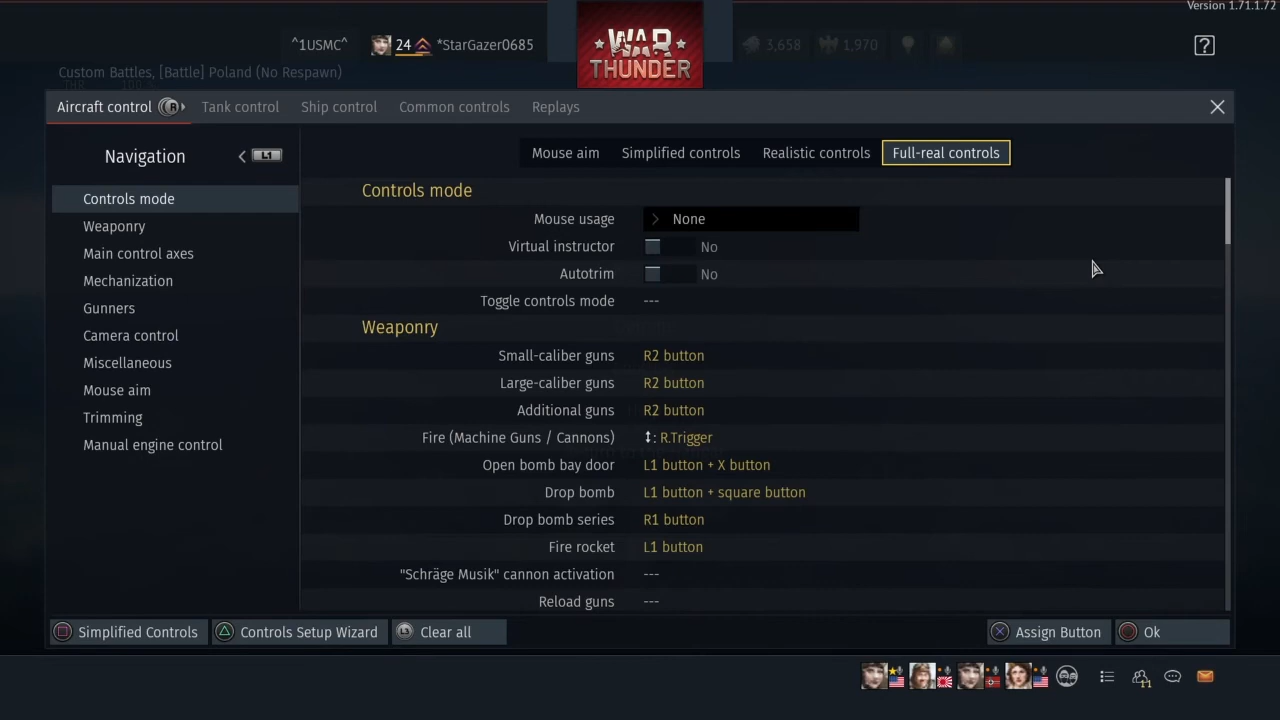 Version 1.71.1.72
^1USMC^ 24 *StarGazer0685
WAR THUNDER
3,658 1,970
Custom Battles, [Battle] Poland (No Respawn)
Aircraft control R Tank control Ship control Common controls Replays
Navigation L1
Mouse aim Simplified controls Realistic controls Full-real controls
Controls mode
Weaponry
Main control axes
Mechanization
Gunners
Camera control
Miscellaneous
Mouse aim
Trimming
Manual engine control
Controls mode
Mouse usage None
Virtual instructor No
Autotrim No
Toggle controls mode ---
Weaponry
Small-caliber guns R2 button
Large-caliber guns R2 button
Additional guns R2 button
Fire (Machine Guns / Cannons) : R.Trigger
Open bomb bay door L1 button + X button
Drop bomb L1 button + square button
Drop bomb series R1 button
Fire rocket L1 button
"Schräge Musik" cannon activation ---
Reload guns ---
Simplified Controls Controls Setup Wizard Clear all Assign Button Ok
11